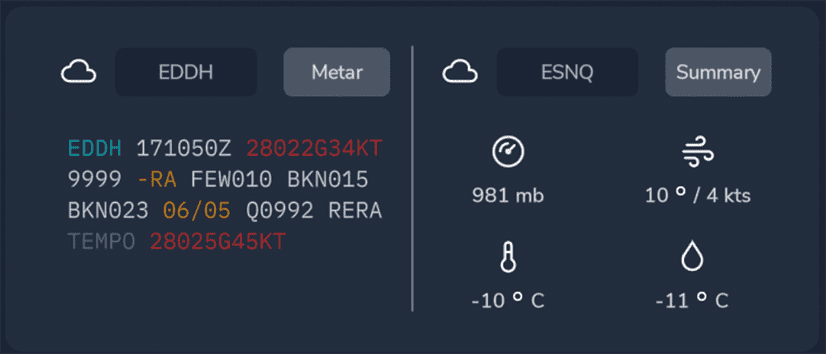 EDDH Metar
EDDH 171050Z 28022G34KT
9999 -RA FEW010 BKN015
BKN023 06/05 Q0992 RERA
TEMPO 28025G45KT
ESNQ Summary
981 mb 10 ° / 4 kts
-10 ° C -11 ° C